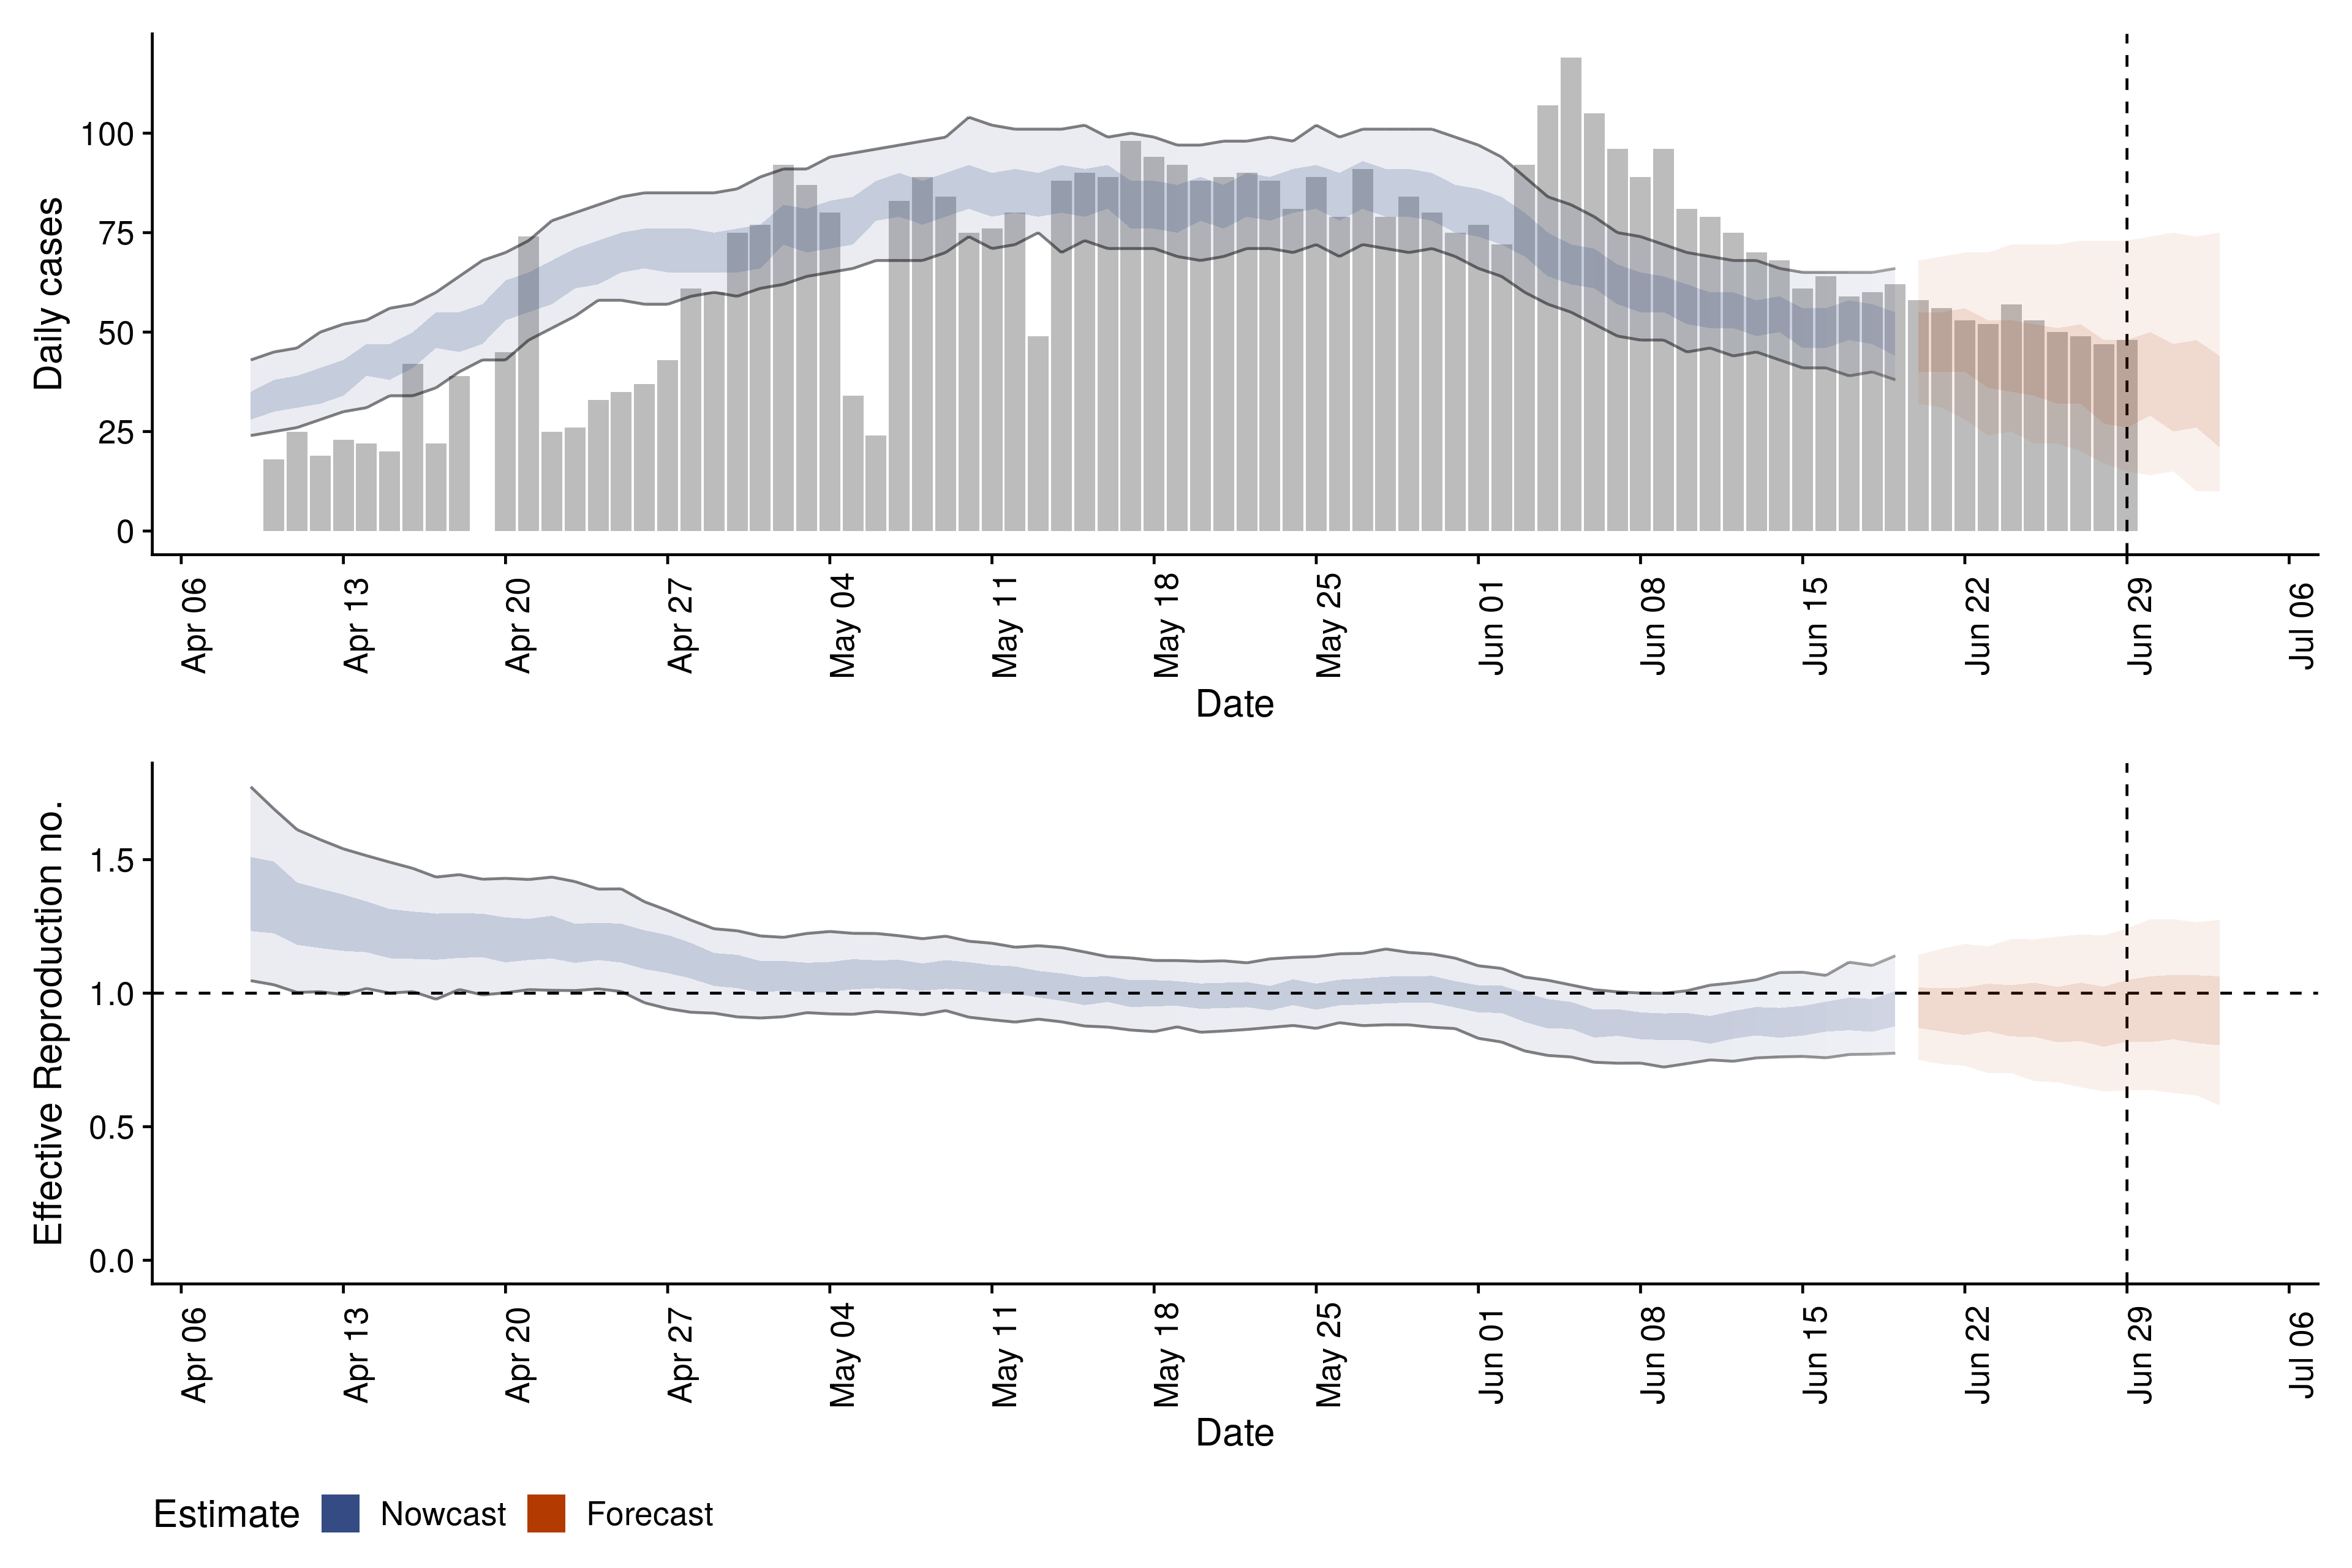 Daily cases
100
75
50
25
0
Apr 06
Apr 13
Apr 20
Apr 27
May 04
May 11
May 18
May 25
Jun 01
Jun 08
Jun 15
Jun 22
Jun 29
Jul 06
Date
Effective Reproduction no.
1.5
1.0
0.5
0.0
Apr 06
Apr 13
Apr 20
Apr 27
May 04
May 11
May 18
May 25
Jun 01
Jun 08
Jun 15
Jun 22
Jun 29
Jul 06
Date
Estimate Nowcast Forecast